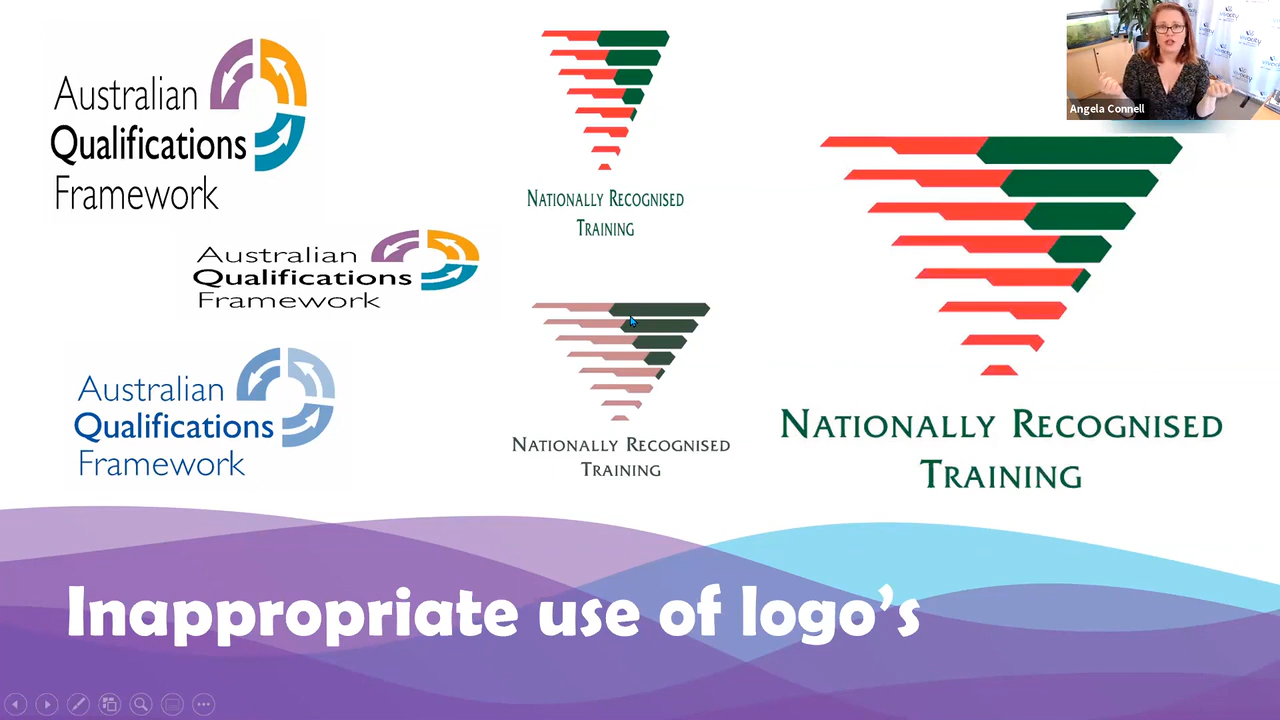 Australian
Qualifications
Framework
Australian
Qualifications
Framework
Australian
Qualifications
Framework
Nationally Recognised
Training
Nationally Recognised
Training
Nationally Recognised
Training
Angela Connell
Inappropriate use of logo's